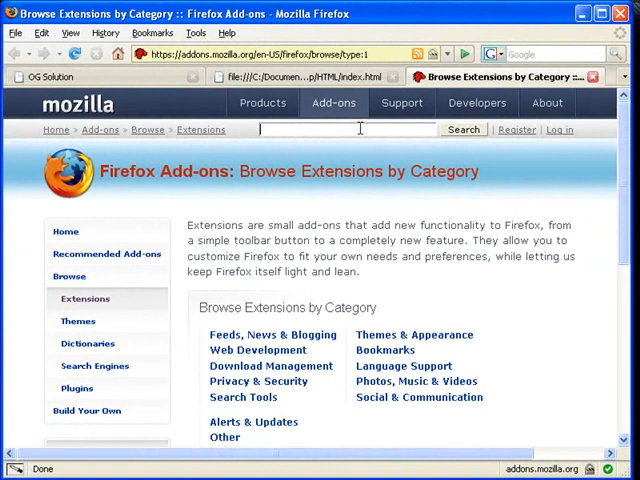 Browse Extensions by Category :: Firefox Add-ons - Mozilla Firefox
File Edit View History Bookmarks Tools Help
https://addons.mozilla.org/en-US/firefox/browse/type:1
Google
OG Solution
file:///C:/Documen...p/HTML/index.html
Browse Extensions by Category ::...
mozilla
Products Add-ons Support Developers About
Home » Add-ons » Browse » Extensions
Search | Register | Log in
Firefox Add-ons: Browse Extensions by Category
Home
Recommended Add-ons
Browse
Extensions
Themes
Dictionaries
Search Engines
Plugins
Build Your Own
Extensions are small add-ons that add new functionality to Firefox, from
a simple toolbar button to a completely new feature. They allow you to
customize Firefox to fit your own needs and preferences, while letting us
keep Firefox itself light and lean.
Browse Extensions by Category
Feeds, News & Blogging
Web Development
Download Management
Privacy & Security
Search Tools
Alerts & Updates
Other
Themes & Appearance
Bookmarks
Language Support
Photos, Music & Videos
Social & Communication
Done
addons.mozilla.org